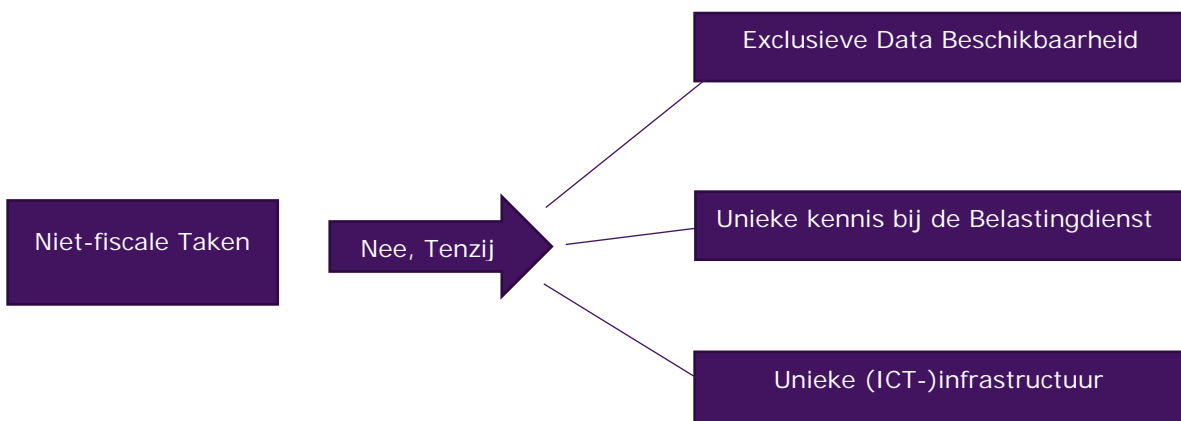 Niet-fiscale Taken
Nee, Tenzij
Exclusieve Data Beschikbaarheid
Unieke kennis bij de Belastingdienst
Unieke (ICT-)infrastructuur